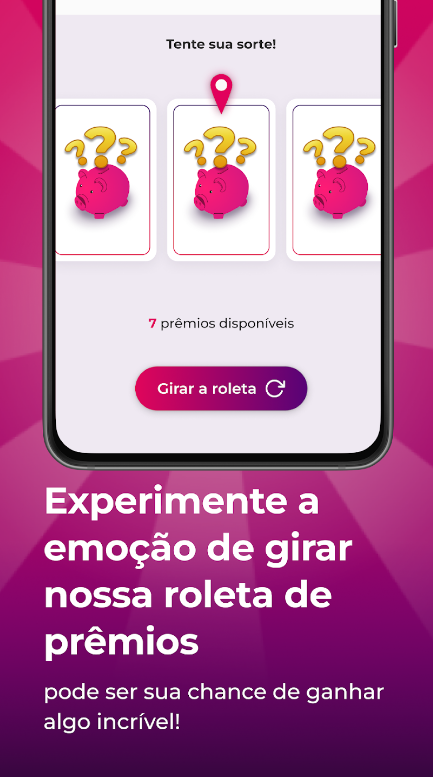 Tente sua sorte!
???
???
???
7 prêmios disponíveis
Girar a roleta
Experimente a
emoção de girar
nossa roleta de
prêmios
pode ser sua chance de ganhar
algo incrível!